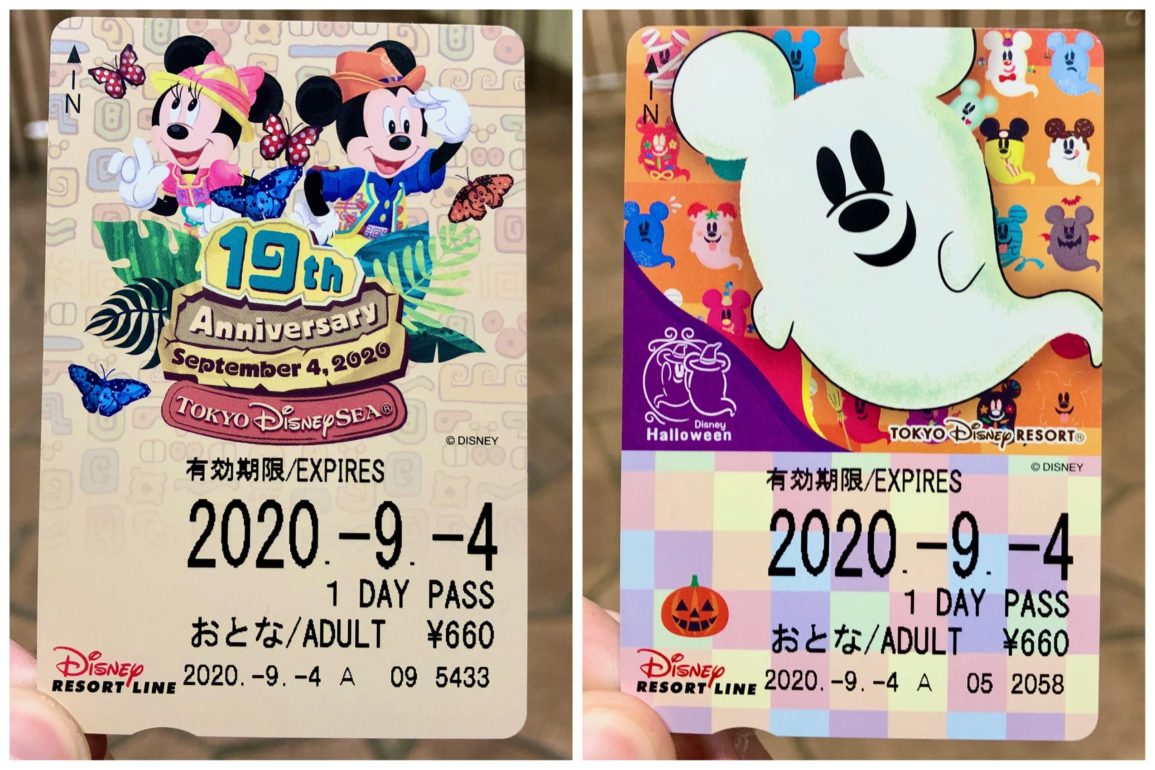 IN
19th
Anniversary
September 4, 2020
TOKYO DISNEYSEA®
© DISNEY
有効期限/EXPIRES
2020.-9.-4
1 DAY PASS
おとな/ADULT ¥660
DISNEY
RESORT LINE
2020.-9.-4 A 09 5433
IN
Disney
Halloween
TOKYO DISNEY RESORT®
© DISNEY
有効期限/EXPIRES
2020.-9.-4
1 DAY PASS
おとな/ADULT ¥660
DISNEY
RESORT LINE
2020.-9.-4 A 05 2058